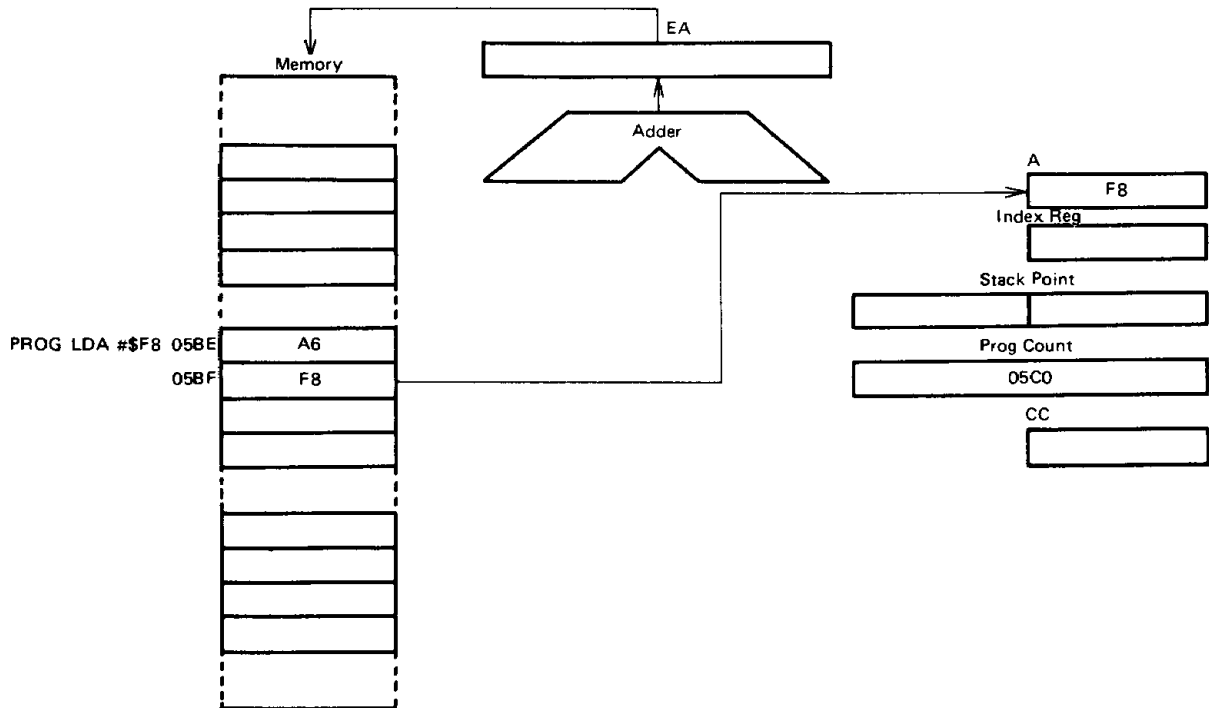 EA
Memory
Adder
A
F8
Index Reg
Stack Point
PROG LDA #$F8 05BE A6
Prog Count
05BF F8
05C0
CC